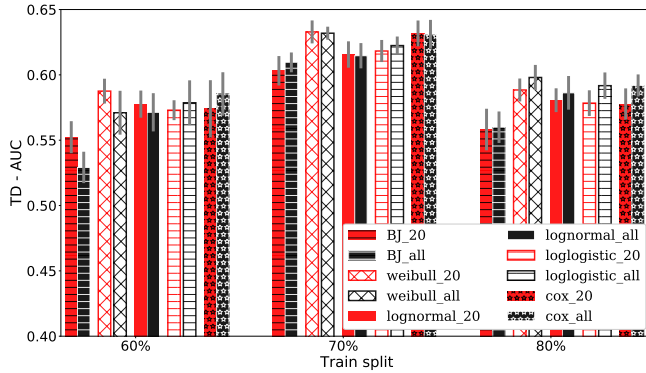 0.65
0.60
0.55
0.50
0.45
0.40
TD - AUC
BJ_20
BJ_all
weibull_20
weibull_all
lognormal_20
lognormal_all
loglogistic_20
loglogistic_all
cox_20
cox_all
60%
70%
80%
Train split